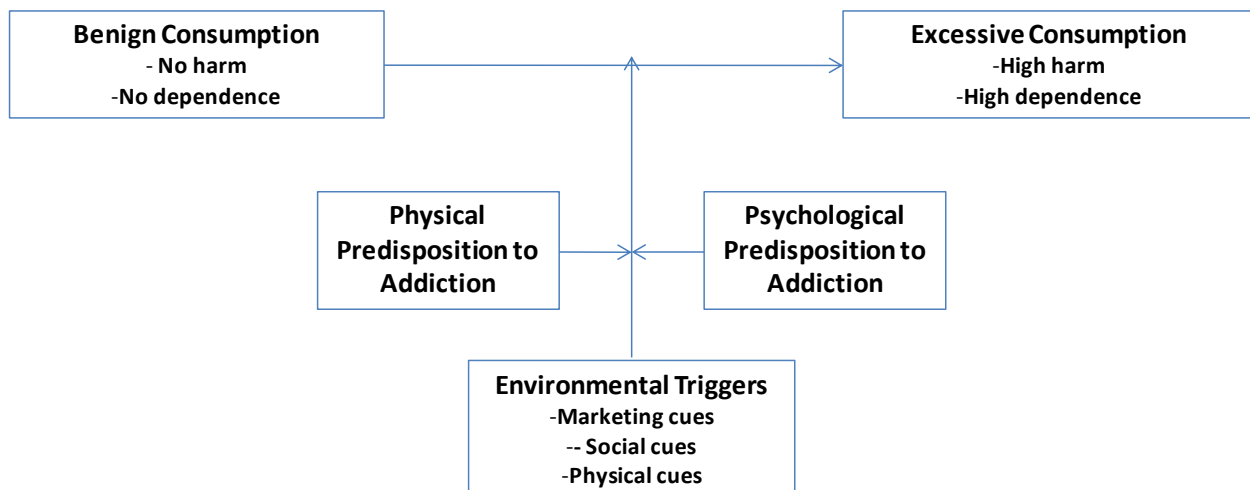 Benign Consumption
- No harm
-No dependence
Excessive Consumption
-High harm
-High dependence
Physical
Predisposition to
Addiction
Psychological
Predisposition to
Addiction
Environmental Triggers
-Marketing cues
-- Social cues
-Physical cues